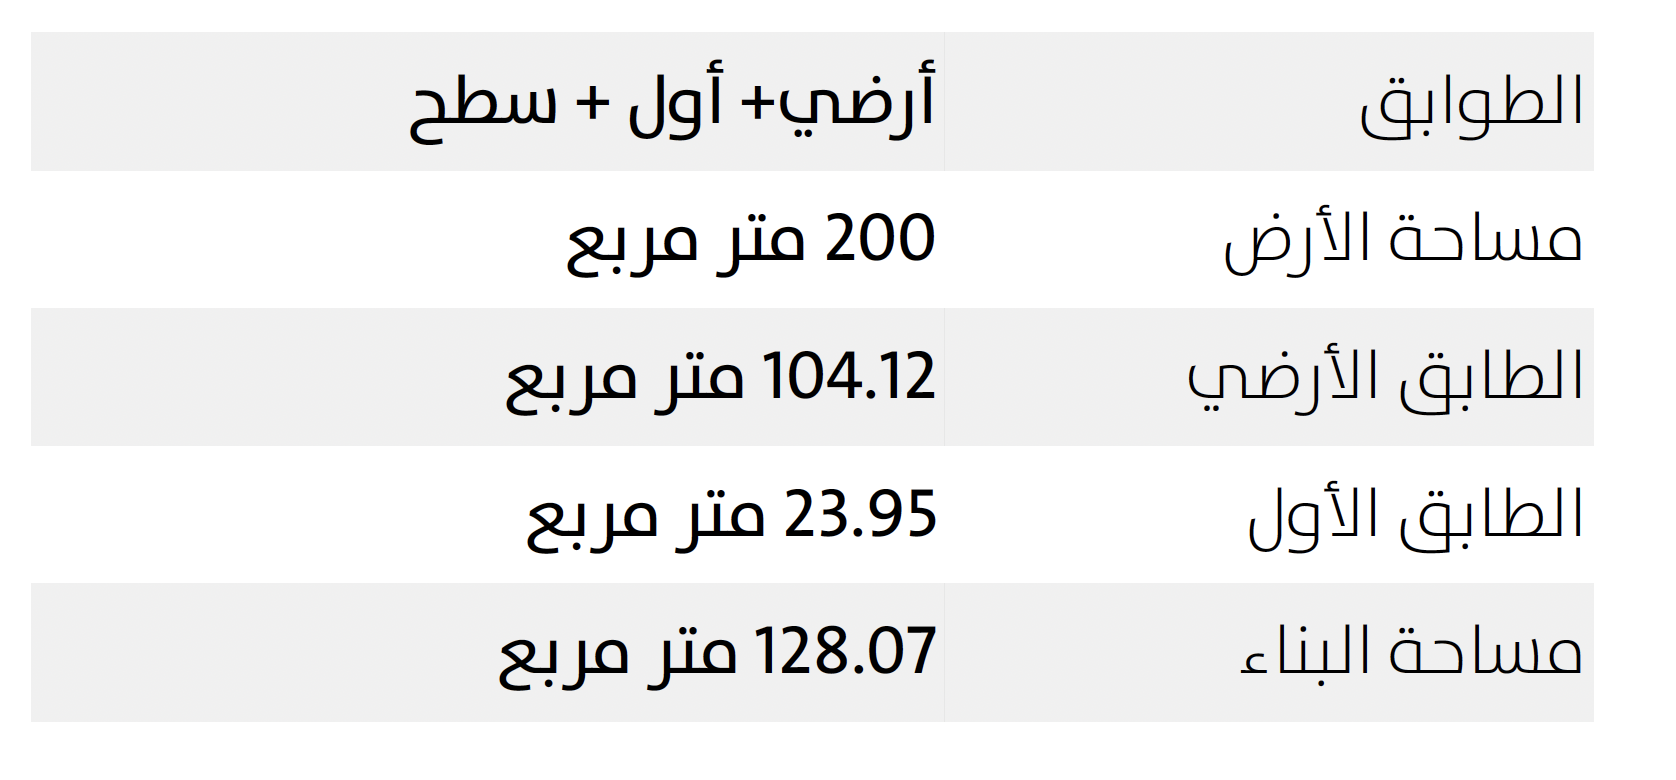 الطوابق أرضي+ أول + سطح
مساحة الأرض 200 متر مربع
الطابق الأرضي 104.12 متر مربع
الطابق الأول 23.95 متر مربع
مساحة البناء 128.07 متر مربع